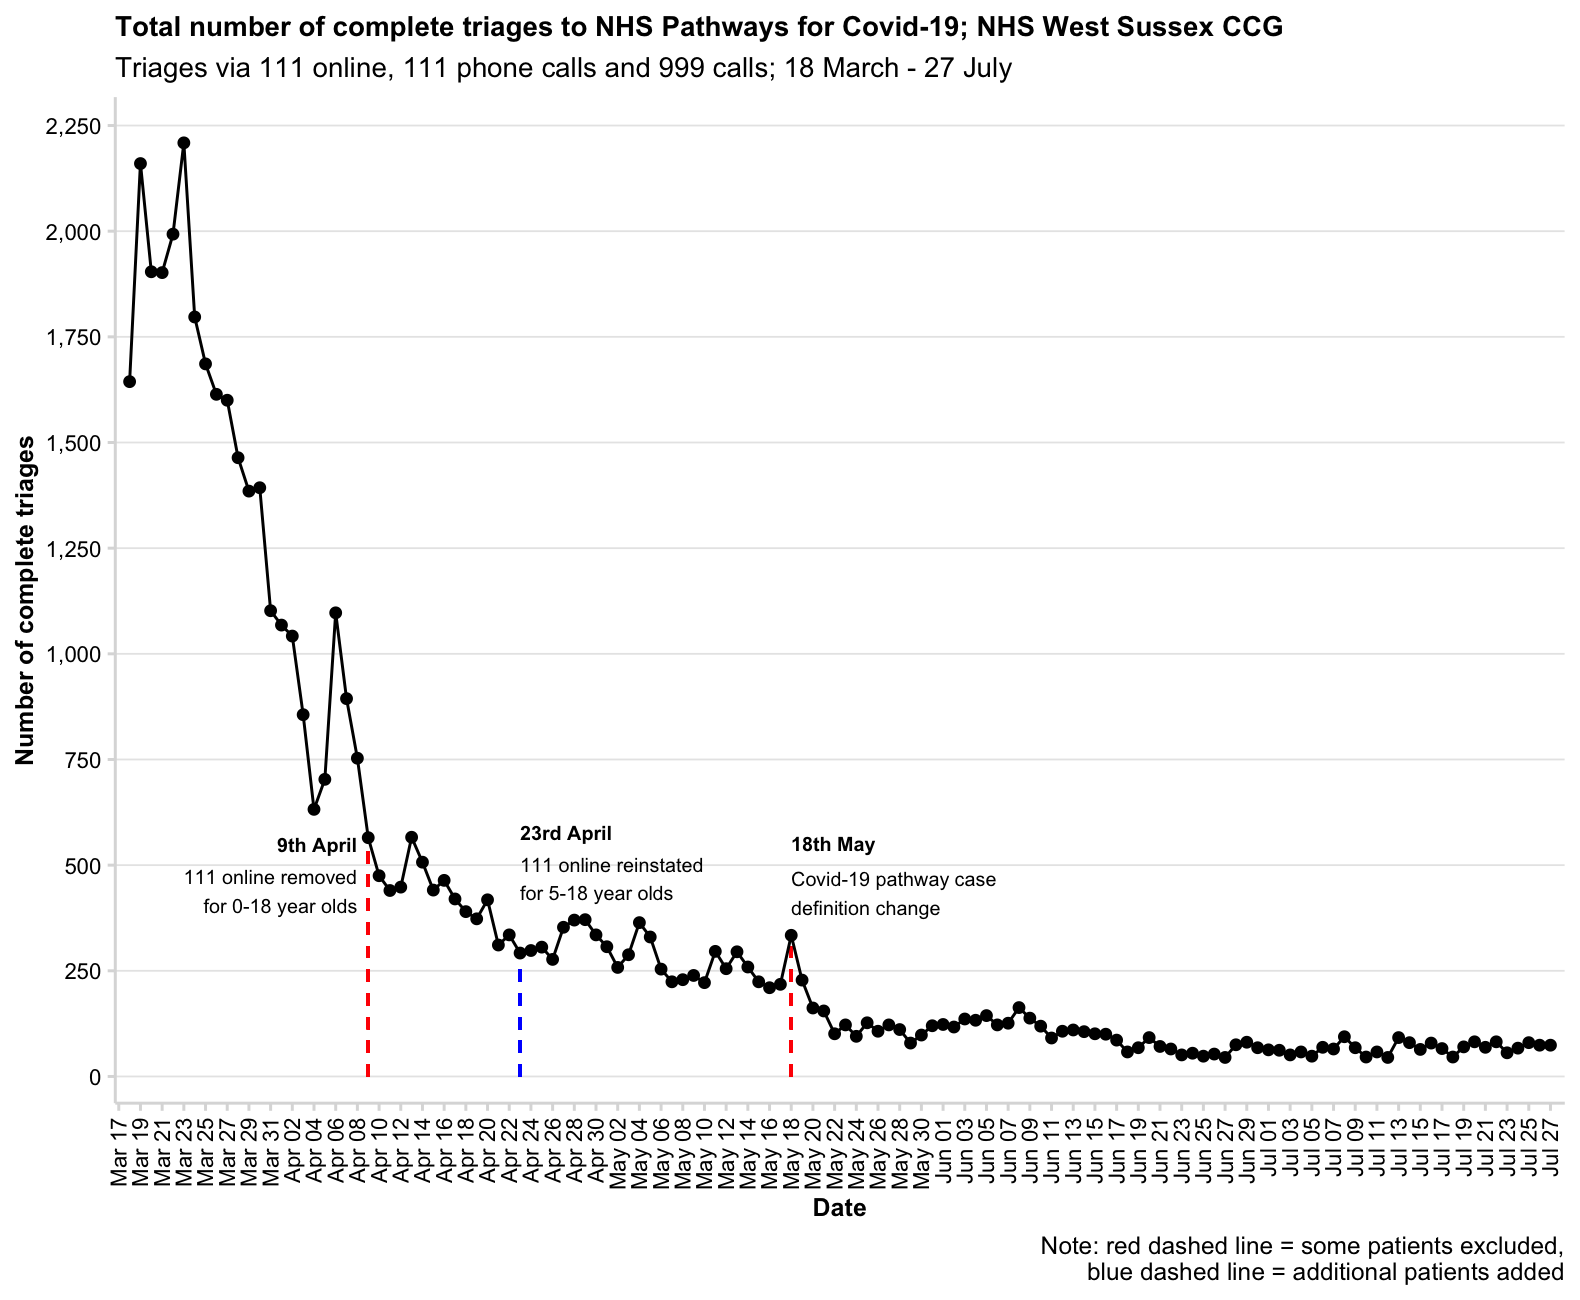 Total number of complete triages to NHS Pathways for Covid-19; NHS West Sussex CCG
Triages via 111 online, 111 phone calls and 999 calls; 18 March - 27 July
Number of complete triages
2,250
2,000
1,750
1,500
1,250
1,000
750
500
250
0
9th April
111 online removed
for 0-18 year olds
23rd April
111 online reinstated
for 5-18 year olds
18th May
Covid-19 pathway case
definition change
Mar 17
Mar 19
Mar 21
Mar 23
Mar 25
Mar 27
Mar 29
Mar 31
Apr 02
Apr 04
Apr 06
Apr 08
Apr 10
Apr 12
Apr 14
Apr 16
Apr 18
Apr 20
Apr 22
Apr 24
Apr 26
Apr 28
Apr 30
May 02
May 04
May 06
May 08
May 10
May 12
May 14
May 16
May 18
May 20
May 22
May 24
May 26
May 28
May 30
Jun 01
Jun 03
Jun 05
Jun 07
Jun 09
Jun 11
Jun 13
Jun 15
Jun 17
Jun 19
Jun 21
Jun 23
Jun 25
Jun 27
Jun 29
Jul 01
Jul 03
Jul 05
Jul 07
Jul 09
Jul 11
Jul 13
Jul 15
Jul 17
Jul 19
Jul 21
Jul 23
Jul 25
Jul 27
Date
Note: red dashed line = some patients excluded,
blue dashed line = additional patients added